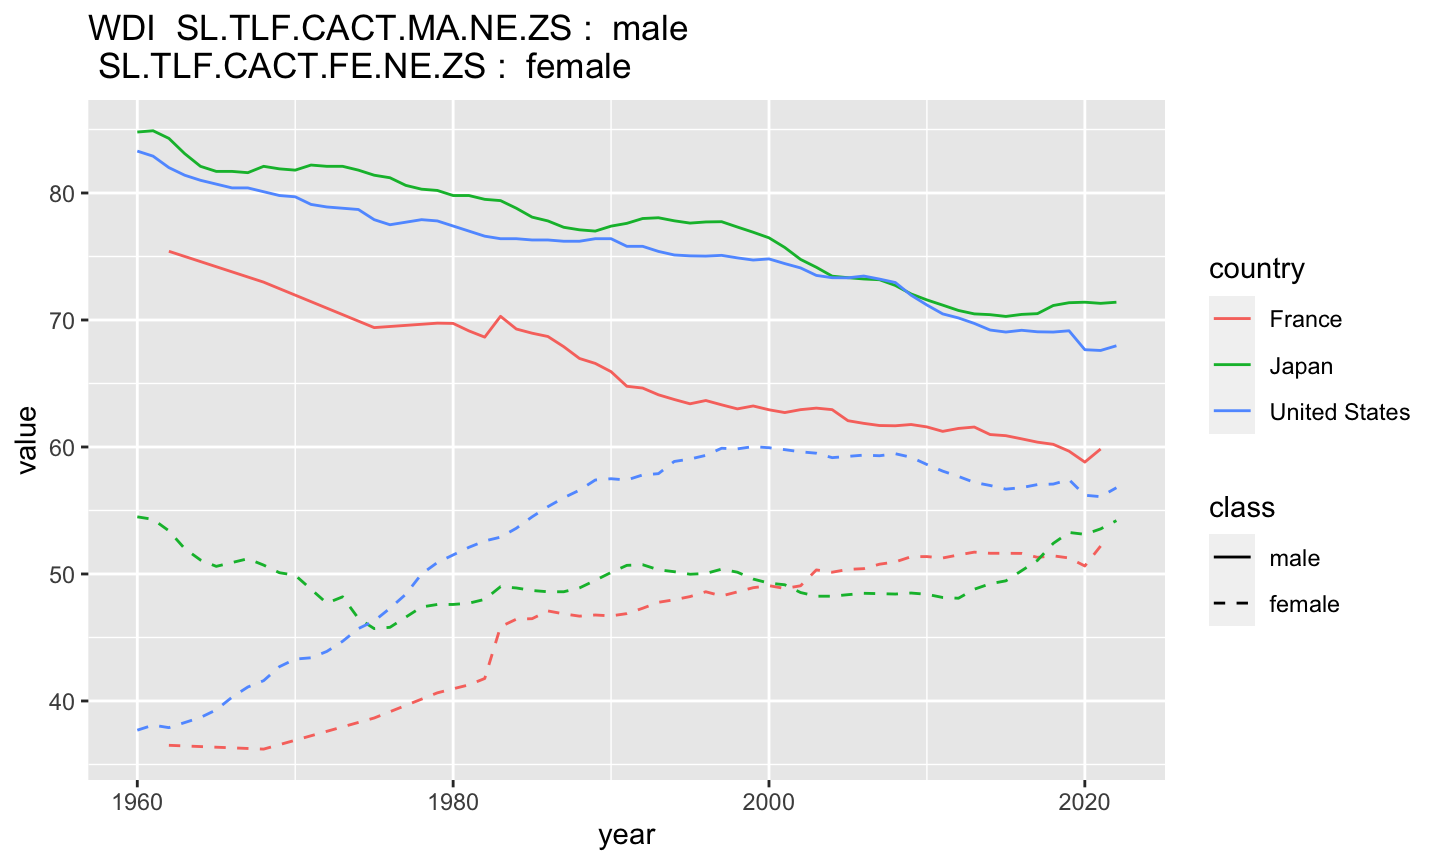 WDI  SL.TLF.CACT.MA.NE.ZS :  male
SL.TLF.CACT.FE.NE.ZS :  female
value
80
70
60
50
40
1960
1980
2000
2020
year
country
France
Japan
United States
class
male
female